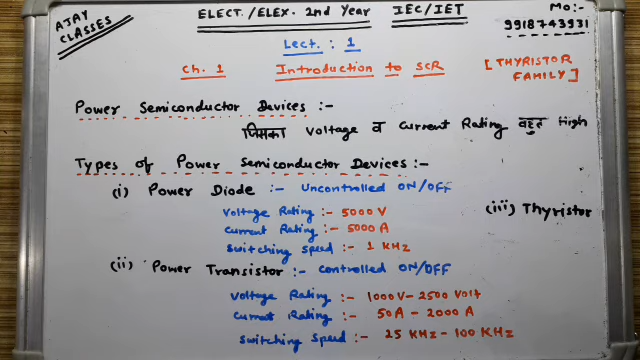 AJAY CLASSES
ELECT./ELEX. 2nd Year IEC/IET
Mo:- 9918743931
Lect. : 1
Ch. 1 Introduction to SCR
[THYRISTOR FAMILY]
Power Semiconductor Devices :-
जिसका Voltage व Current Rating बहुत High
Types of Power Semiconductor Devices :-
(i) Power Diode :- Uncontrolled ON/OFF
Voltage Rating :- 5000 V
Current Rating :- 5000 A
Switching speed :- 1 KHz
(iii) Thyristor
(ii) Power Transistor :- controlled ON/OFF
Voltage Rating :- 1000V - 2500 Volt
Current Rating :- 50A - 2000 A
Switching speed :- 25 KHz - 100 KHz